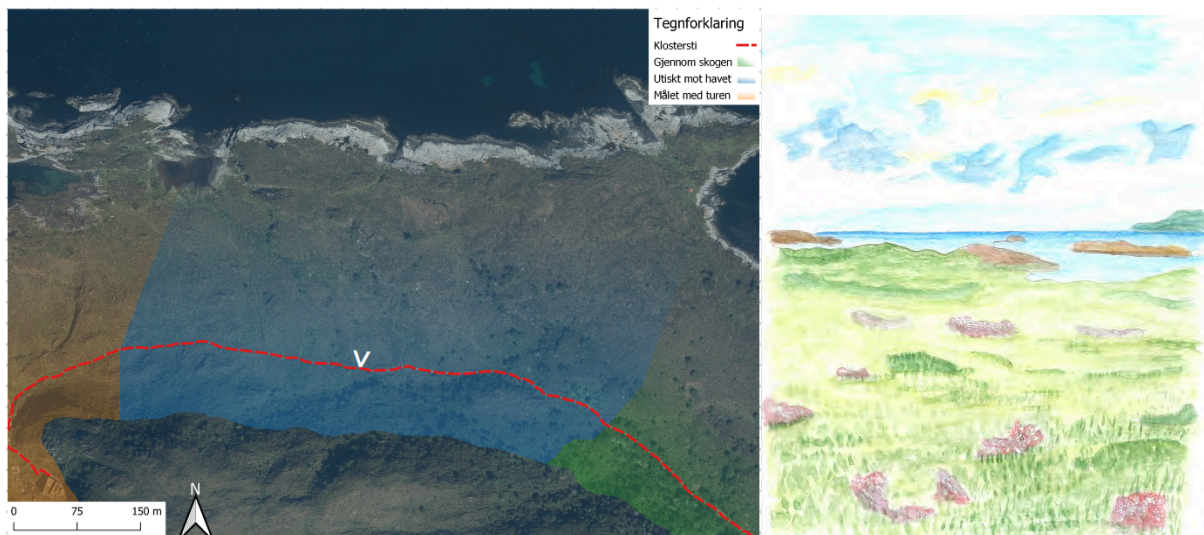 Tegnforklaring
Klostersti
Gjennom skogen
Utiskt mot havet
Målet med turen
V
N
0 75 150 m